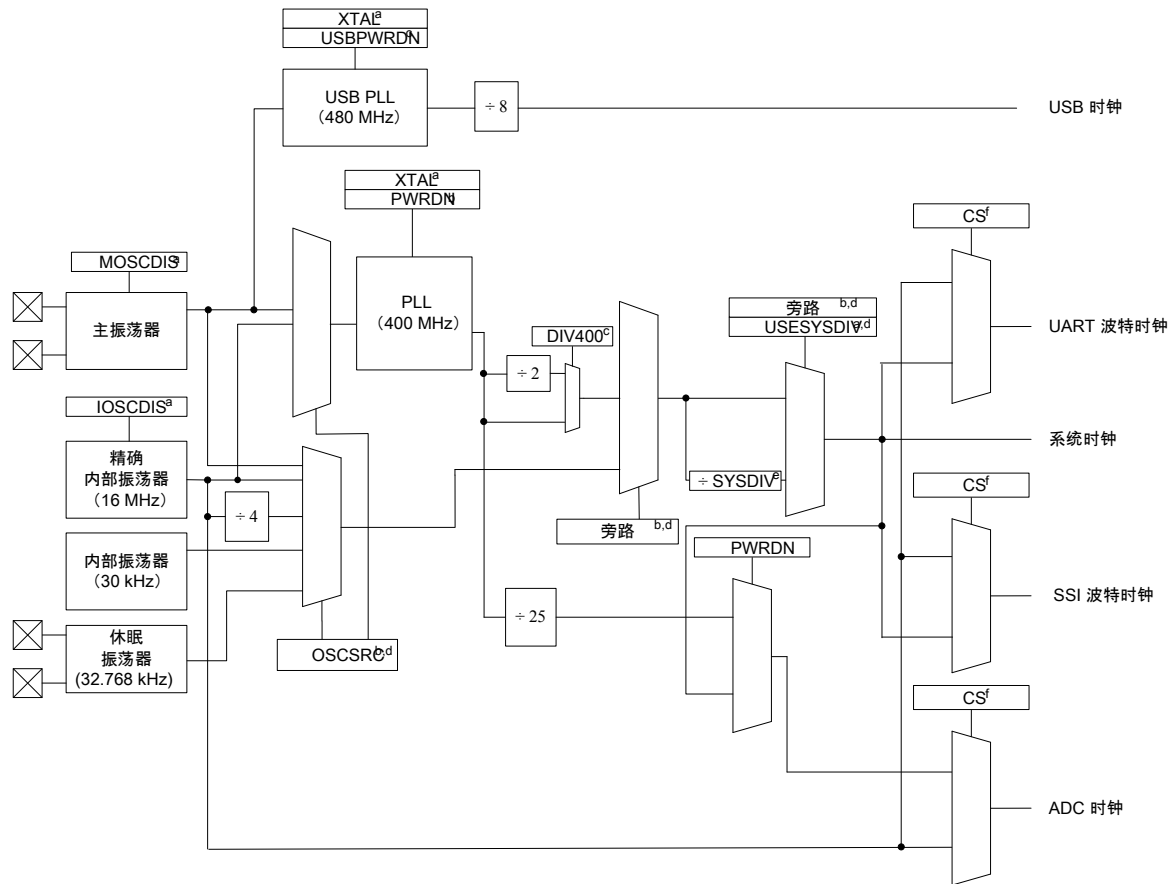 XTALa
USBPWRDNa
USB PLL
（480 MHz）
÷ 8
USB 时钟
XTALa
PWRDNb
CSf
MOSCDISa
PLL
（400 MHz）
主振荡器
旁路 b,d
USESYSDIVa,d
DIV400c
UART 波特时钟
÷ 2
IOSCDISa
精确
内部振荡器
（16 MHz）
系统时钟
÷ SYSDIVe
CSf
÷ 4
旁路 b,d
内部振荡器
（30 kHz）
PWRDN
SSI 波特时钟
÷ 25
休眠
振荡器
(32.768 kHz)
OSCSRCb,d
CSf
ADC 时钟